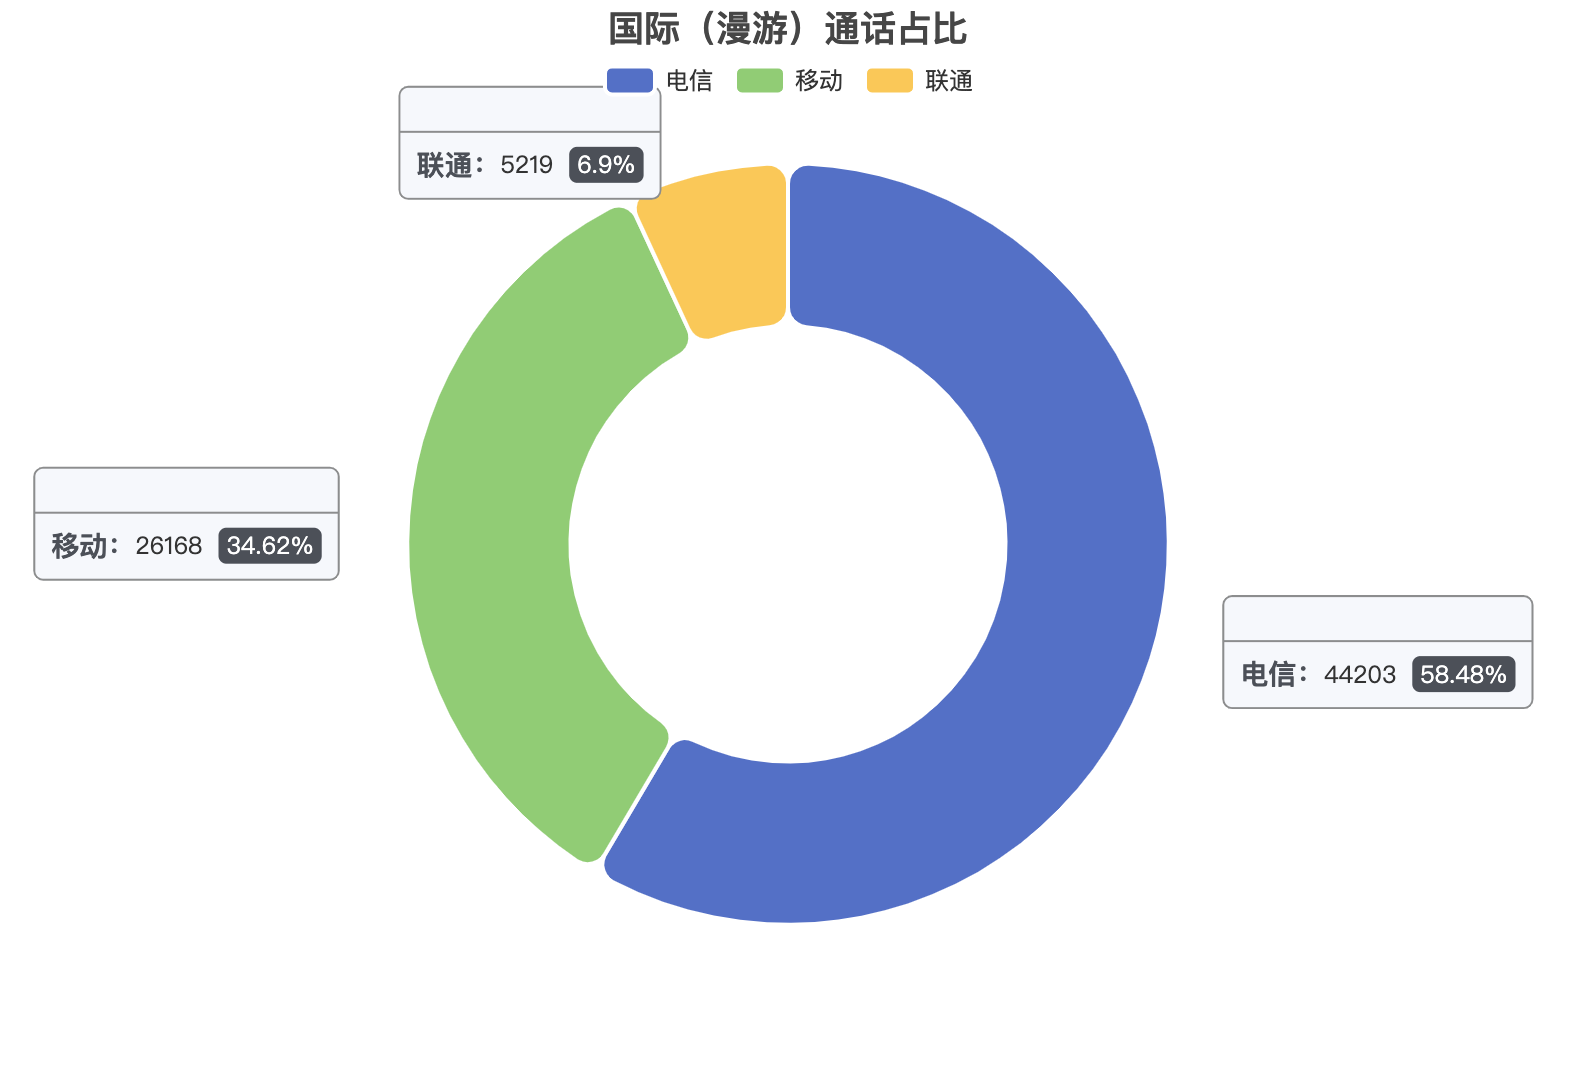 国际（漫游）通话占比
电信 移动 联通
联通： 5219 6.9%
移动： 26168 34.62%
电信： 44203 58.48%